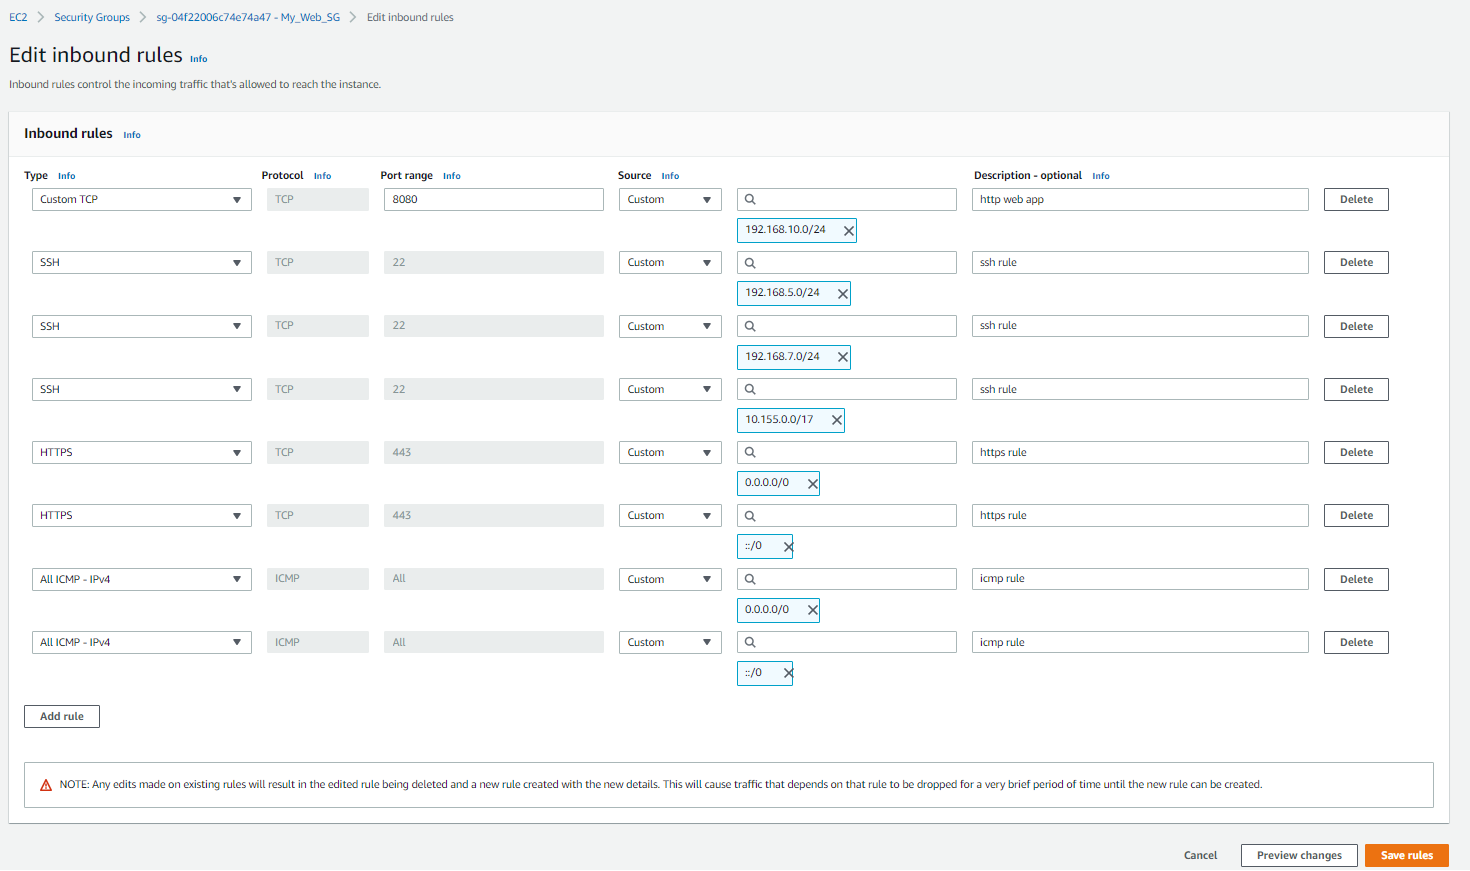 EC2 > Security Groups > sg-04f22006c74e74a47 - My_Web_SG > Edit inbound rules
Edit inbound rules Info
Inbound rules control the incoming traffic that's allowed to reach the instance.
Inbound rules Info
Type Info Protocol Info Port range Info Source Info Description - optional Info
Custom TCP TCP 8080 Custom http web app Delete
192.168.10.0/24
SSH TCP 22 Custom ssh rule Delete
192.168.5.0/24
SSH TCP 22 Custom ssh rule Delete
192.168.7.0/24
SSH TCP 22 Custom ssh rule Delete
10.155.0.0/17
HTTPS TCP 443 Custom https rule Delete
0.0.0.0/0
HTTPS TCP 443 Custom https rule Delete
::/0
All ICMP - IPv4 ICMP All Custom icmp rule Delete
0.0.0.0/0
All ICMP - IPv4 ICMP All Custom icmp rule Delete
::/0
Add rule
NOTE: Any edits made on existing rules will result in the edited rule being deleted and a new rule created with the new details. This will cause traffic that depends on that rule to be dropped for a very brief period of time until the new rule can be created.
Cancel Preview changes Save rules